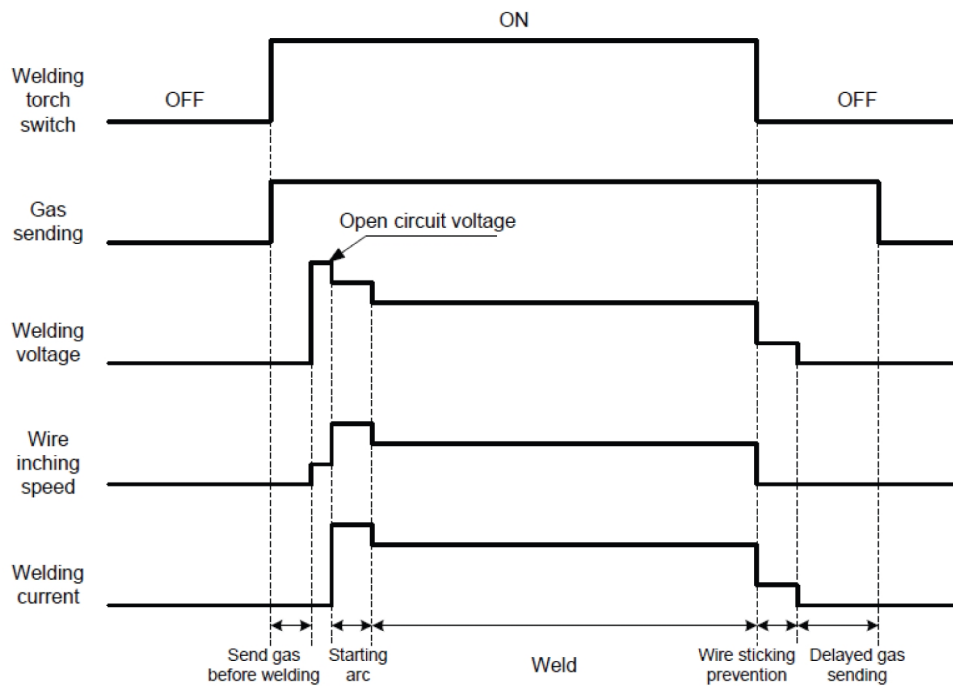 ON
Welding
torch
switch
OFF
OFF
Gas
sending
Open circuit voltage
Welding
voltage
Wire
inching
speed
Welding
current
Send gas
before welding
Starting
arc
Weld
Wire sticking
prevention
Delayed gas
sending